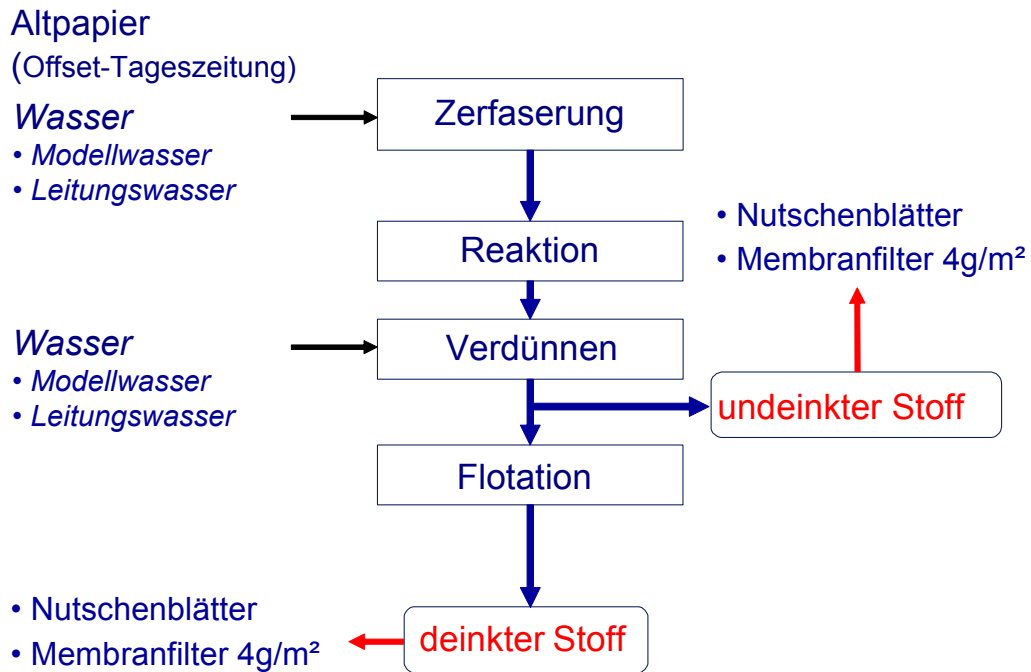 Altpapier
(Offset-Tageszeitung)
Wasser
• Modellwasser
• Leitungswasser
Zerfaserung
Reaktion
• Nutschenblätter
• Membranfilter 4g/m²
Wasser
• Modellwasser
• Leitungswasser
Verdünnen
undeinkter Stoff
Flotation
• Nutschenblätter
• Membranfilter 4g/m²
deinkter Stoff